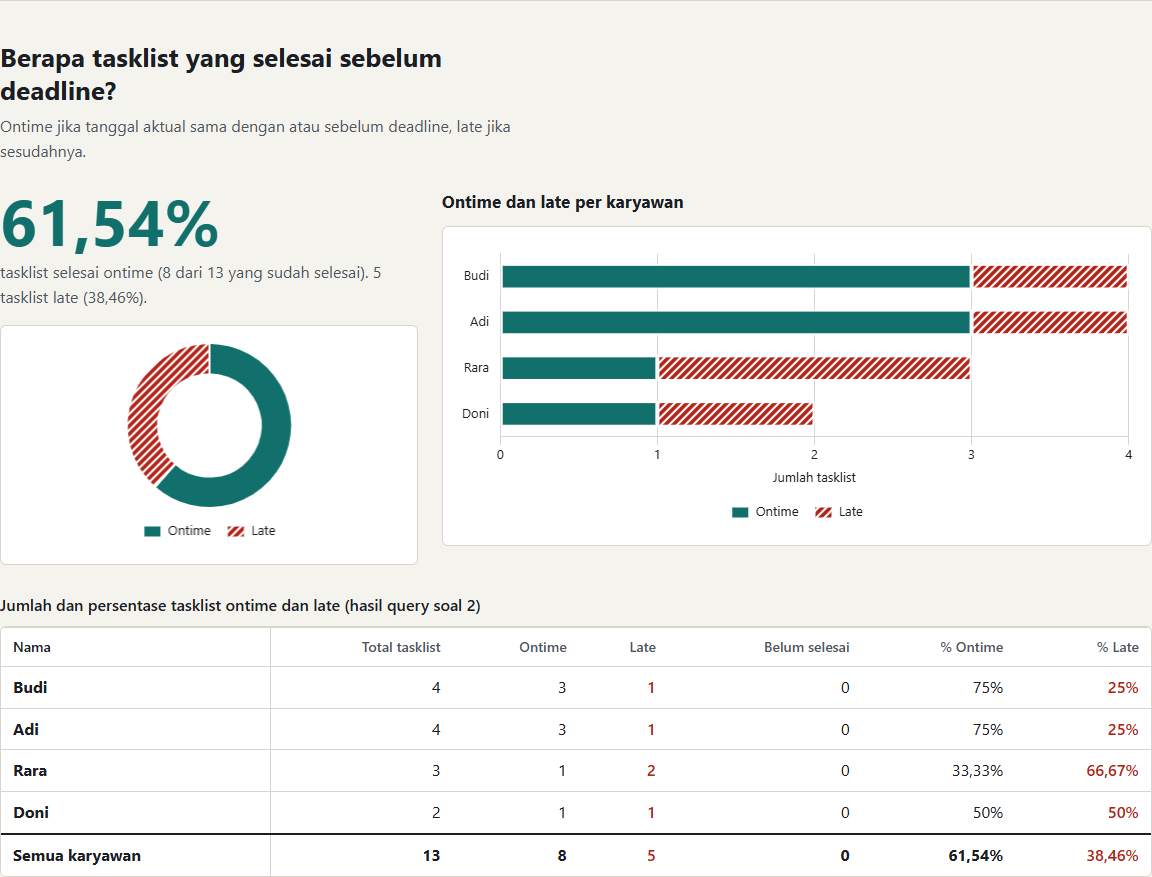 Berapa tasklist yang selesai sebelum
deadline?
Ontime jika tanggal aktual sama dengan atau sebelum deadline, late jika
sesudahnya.
61,54%
tasklist selesai ontime (8 dari 13 yang sudah selesai). 5
tasklist late (38,46%).
Ontime Late
Ontime dan late per karyawan
Budi
Adi
Rara
Doni
0 1 2 3 4
Jumlah tasklist
Ontime Late
Jumlah dan persentase tasklist ontime dan late (hasil query soal 2)
Nama Total tasklist Ontime Late Belum selesai % Ontime % Late
Budi 4 3 1 0 75% 25%
Adi 4 3 1 0 75% 25%
Rara 3 1 2 0 33,33% 66,67%
Doni 2 1 1 0 50% 50%
Semua karyawan 13 8 5 0 61,54% 38,46%